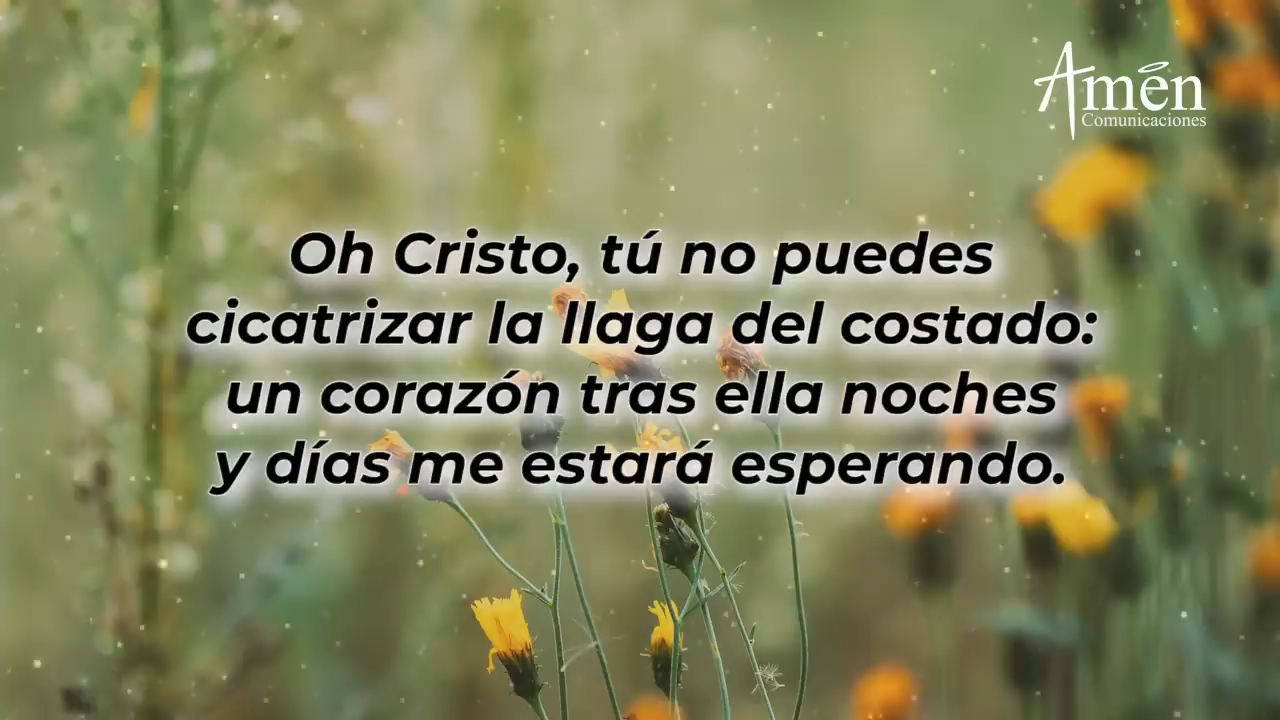 Amén
Comunicaciones
Oh Cristo, tú no puedes
cicatrizar la llaga del costado:
un corazón tras ella noches
y días me estará esperando.